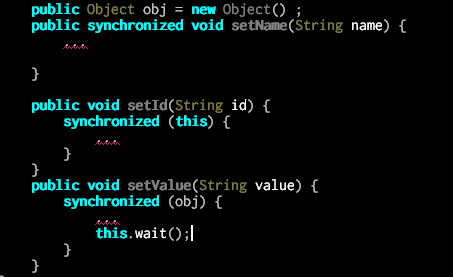 public Object obj = new Object() ;
public synchronized void setName(String name) {
...
}
public void setId(String id) {
synchronized (this) {
...
}
}
public void setValue(String value) {
synchronized (obj) {
...
this.wait();
}
}